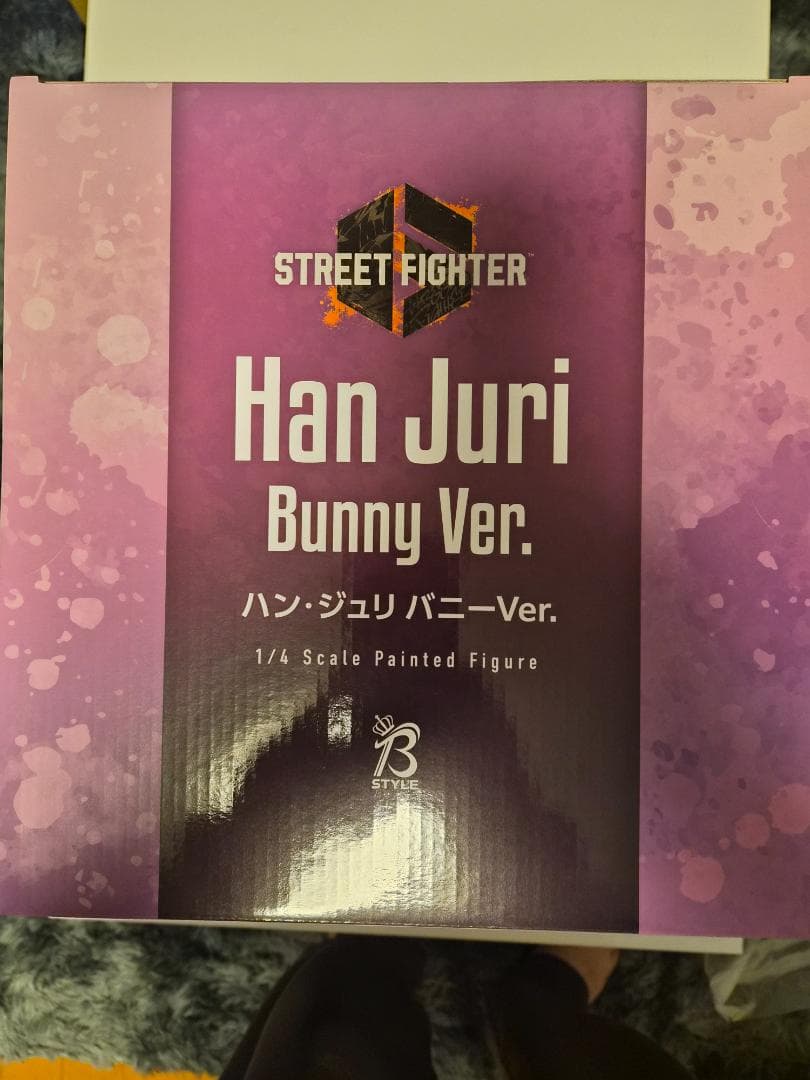 STREET FIGHTER™
Han Juri
Bunny Ver.
ハン・ジュリ バニーVer.
1/4 Scale Painted Figure
B
STYLE